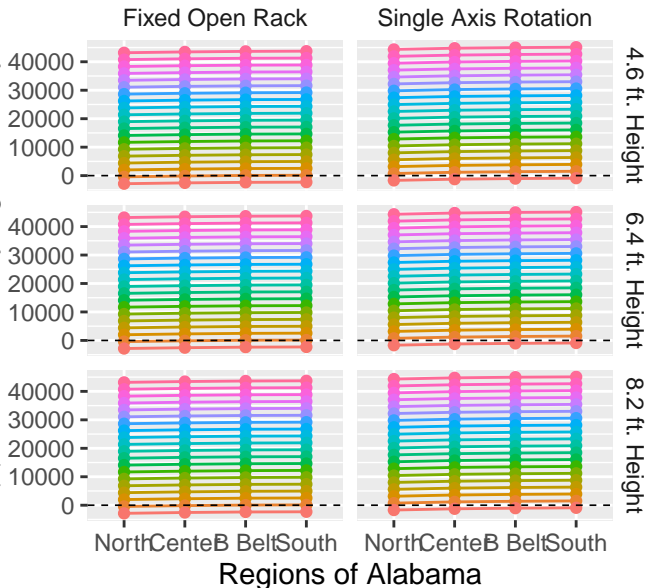 Fixed Open Rack Single Axis Rotation
40000
30000
20000
10000
0
4.6 ft. Height
40000
30000
20000
10000
0
6.4 ft. Height
40000
30000
20000
10000
0
8.2 ft. Height
North Center B Belt South North Center B Belt South
Regions of Alabama